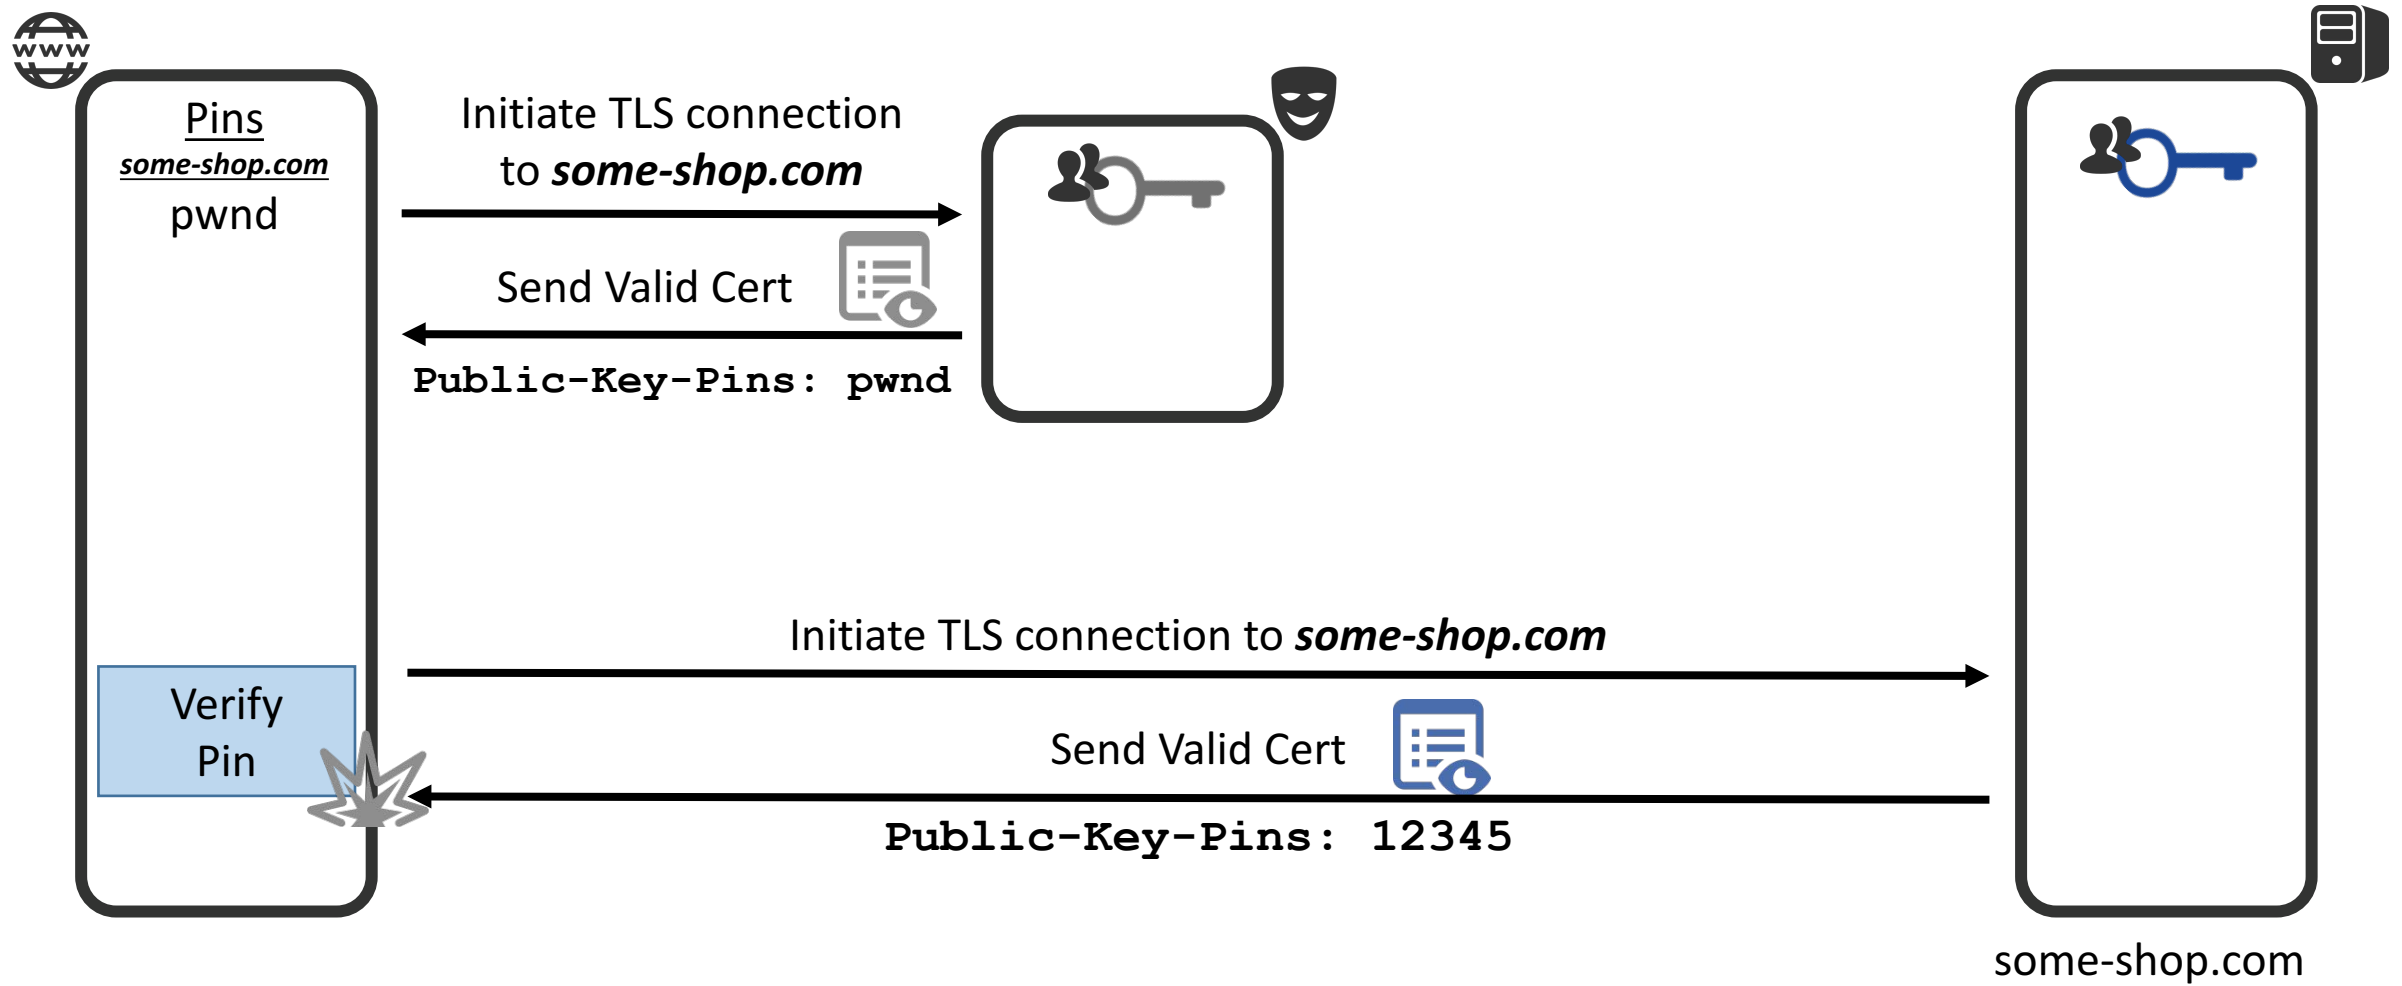 www
Pins
some-shop.com
pwnd
Initiate TLS connection
to some-shop.com
Send Valid Cert
Public-Key-Pins: pwnd
Initiate TLS connection to some-shop.com
Verify
Pin
Send Valid Cert
Public-Key-Pins: 12345
some-shop.com